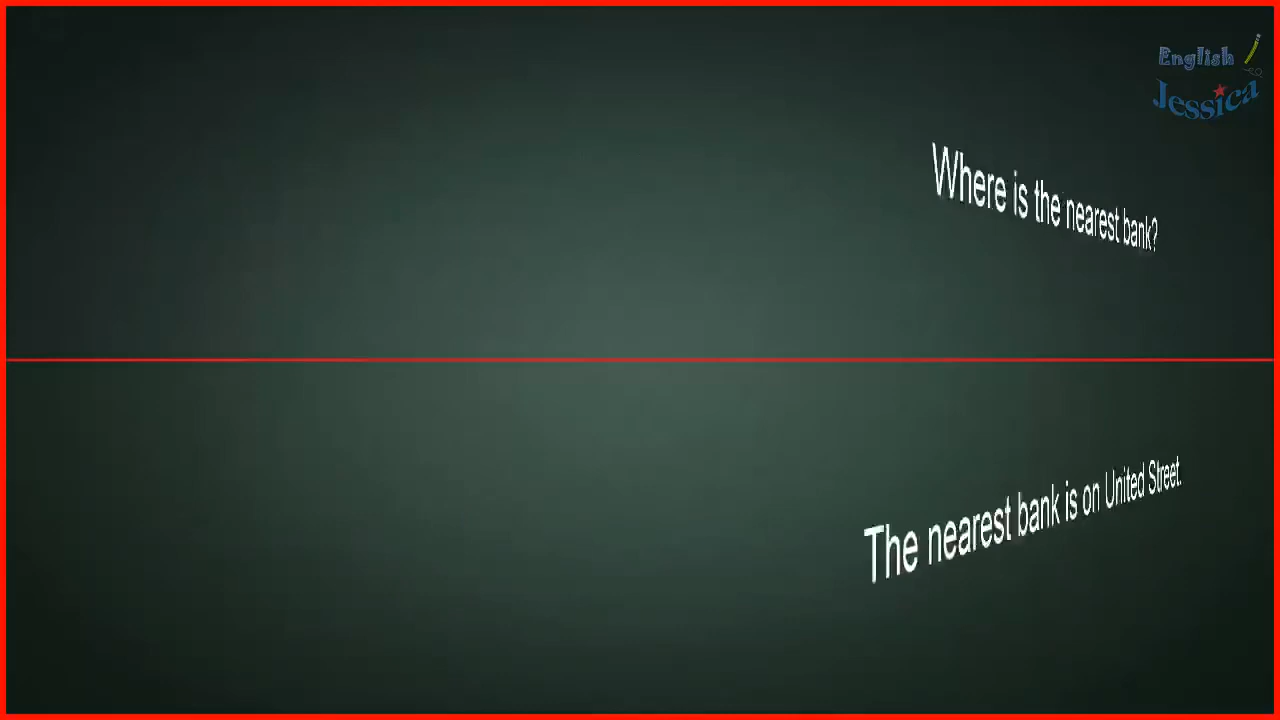 English
Jessica
Where is the nearest bank?
The nearest bank is on United Street.